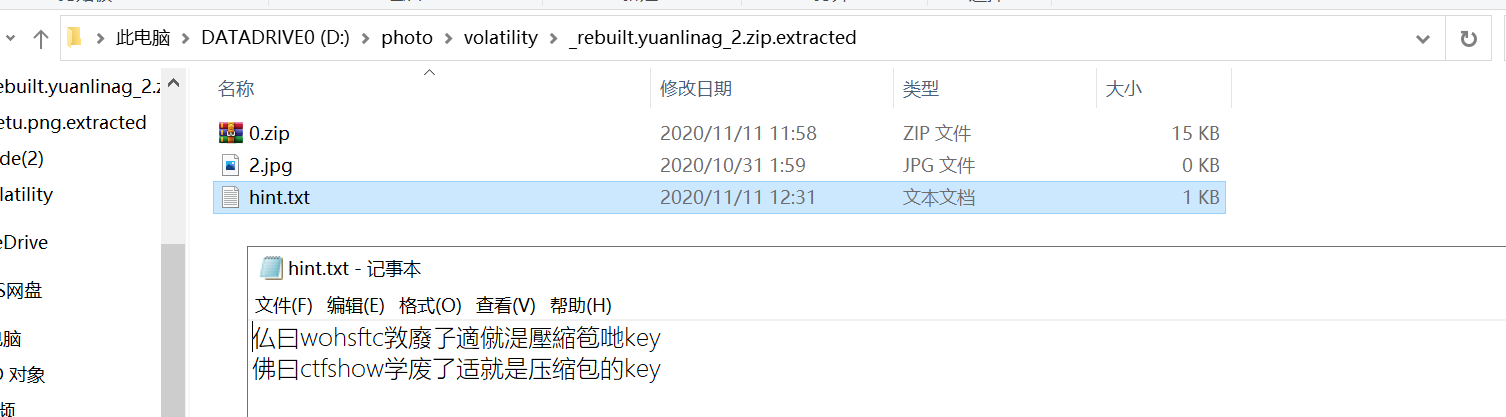 此电脑 > DATADRIVE0 (D:) > photo > volatility > _rebuilt.yuanlinag_2.zip.extracted
ebuilt.yuanlinag_2.z
etu.png.extracted
de(2)
latility
eDrive
S网盘
电脑
D 对象
频
名称 修改日期 类型 大小
0.zip 2020/11/11 11:58 ZIP 文件 15 KB
2.jpg 2020/10/31 1:59 JPG 文件 0 KB
hint.txt 2020/11/11 12:31 文本文档 1 KB
hint.txt - 记事本
文件(F) 编辑(E) 格式(O) 查看(V) 帮助(H)
仏曰wohsftc敩廢了適僦湜壓縮笣哋key
佛曰ctfshow学废了适就是压缩包的key